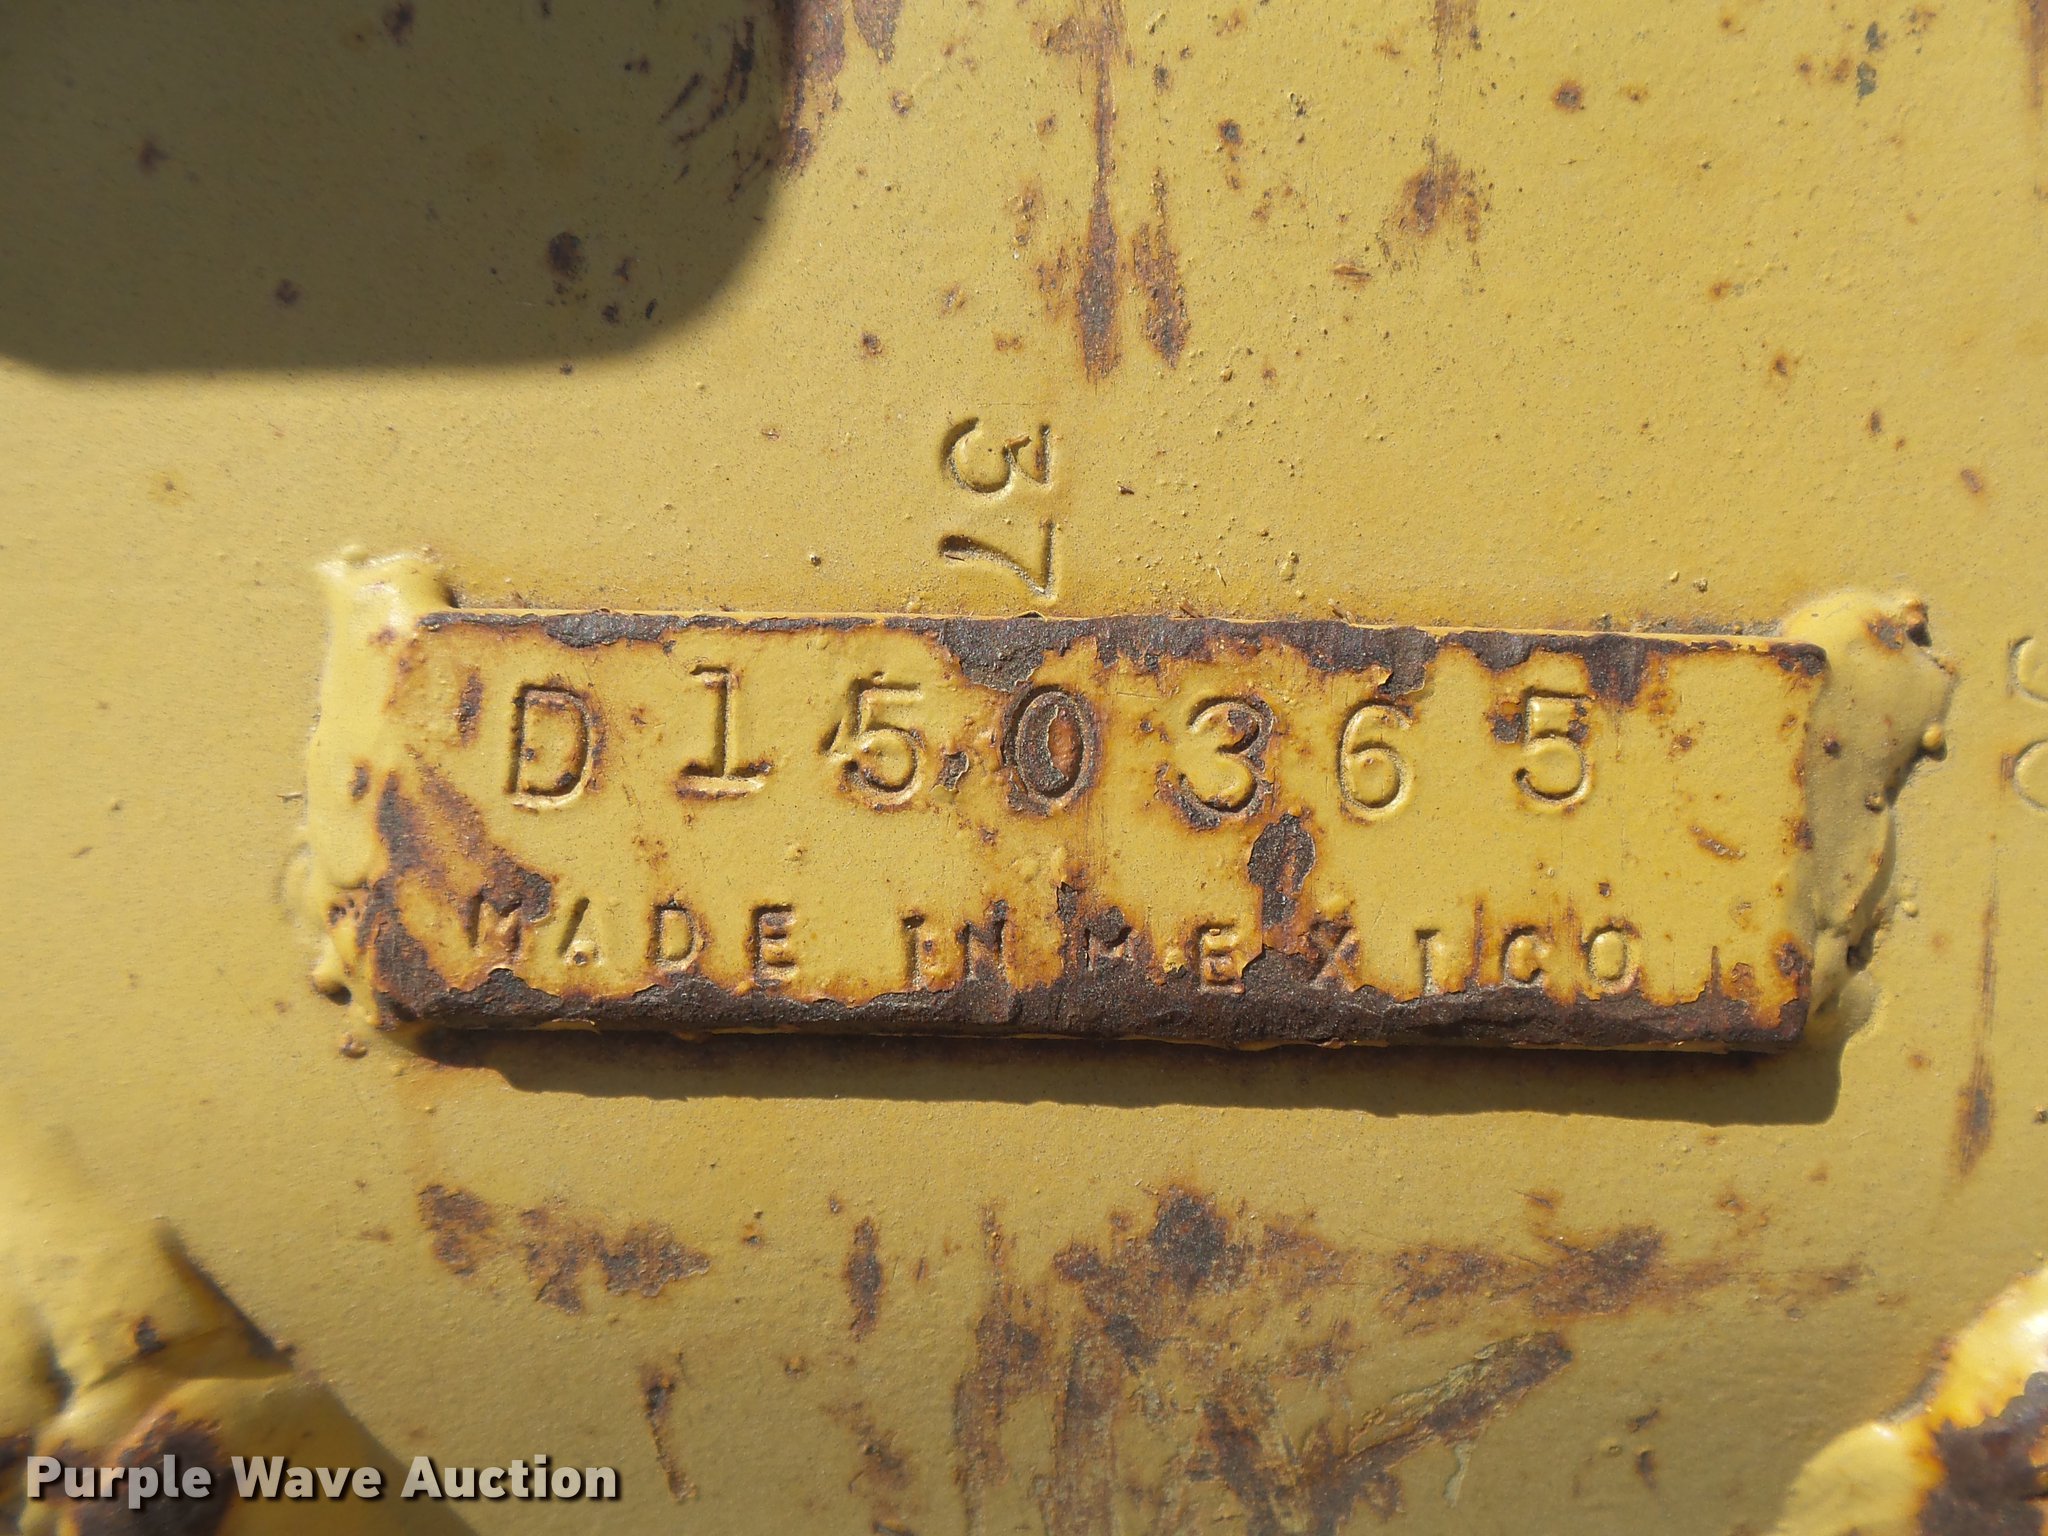 37
D150365
MADE IN MEXICO
Purple Wave Auction